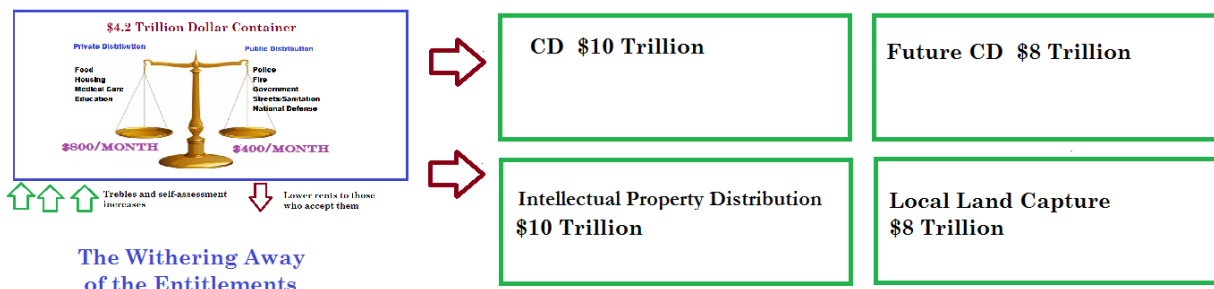 $4.2 Trillion Dollar Container
Private Distribution
Public Distribution
Food
Housing
Medical Care
Education
Police
Fire
Government
Streets/Sanitation
National Defense
$800/MONTH
$400/MONTH
Trebles and self-assessment
increases
Lower rents to those
who accept them
The Withering Away
of the Entitlements
CD $10 Trillion
Future CD $8 Trillion
Intellectual Property Distribution
$10 Trillion
Local Land Capture
$8 Trillion